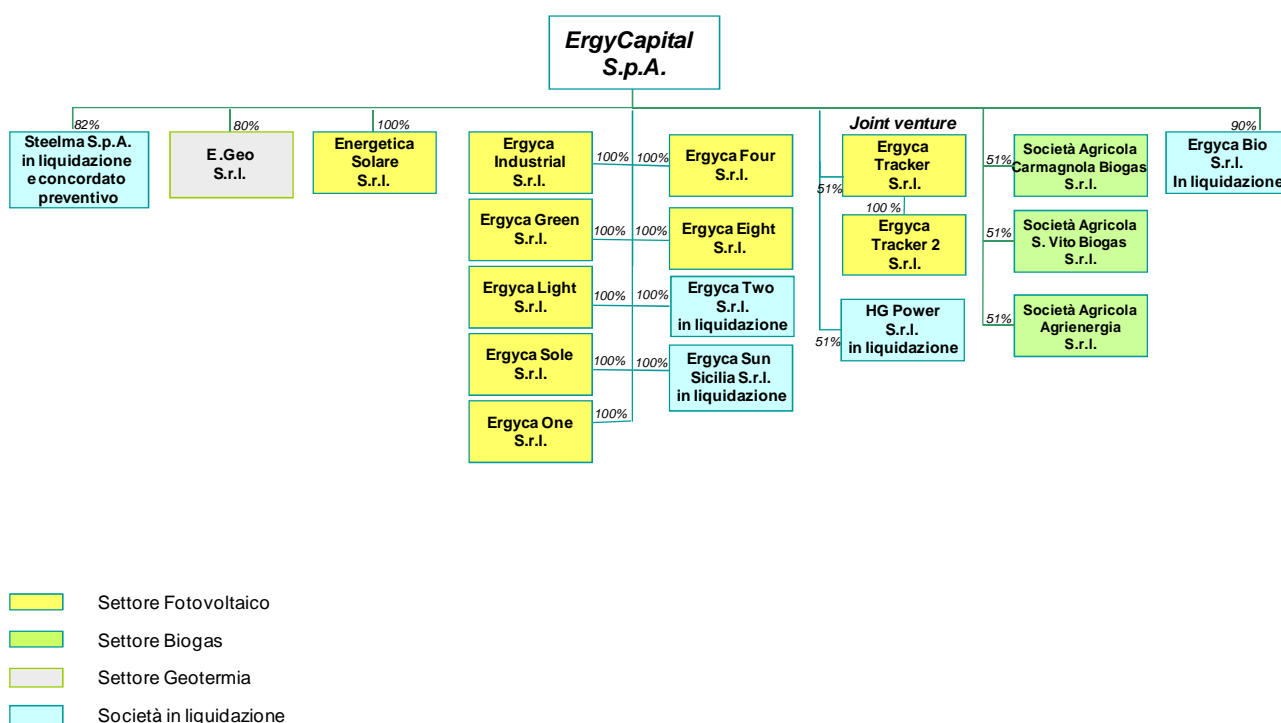 ErgyCapital
S.p.A.
82%
Steelma S.p.A.
in liquidazione
e concordato
preventivo
80%
E.Geo
S.r.l.
100%
Energetica
Solare
S.r.l.
Ergyca
Industrial
S.r.l.
100%
100%
Ergyca Four
S.r.l.
Ergyca Green
S.r.l.
100%
100%
Ergyca Eight
S.r.l.
Ergyca Light
S.r.l.
100%
100%
Ergyca Two
S.r.l.
in liquidazione
Ergyca Sole
S.r.l.
100%
100%
Ergyca Sun
Sicilia S.r.l.
in liquidazione
Ergyca One
S.r.l.
100%
Joint venture
Ergyca
Tracker
S.r.l.
51%
100 %
Ergyca
Tracker 2
S.r.l.
HG Power
S.r.l.
in liquidazione
51%
51%
Società Agricola
Carmagnola Biogas
S.r.l.
51%
Società Agricola
S. Vito Biogas
S.r.l.
51%
Società Agricola
Agrienergia
S.r.l.
90%
Ergyca Bio
S.r.l.
In liquidazione
Settore Fotovoltaico
Settore Biogas
Settore Geotermia
Società in liquidazione